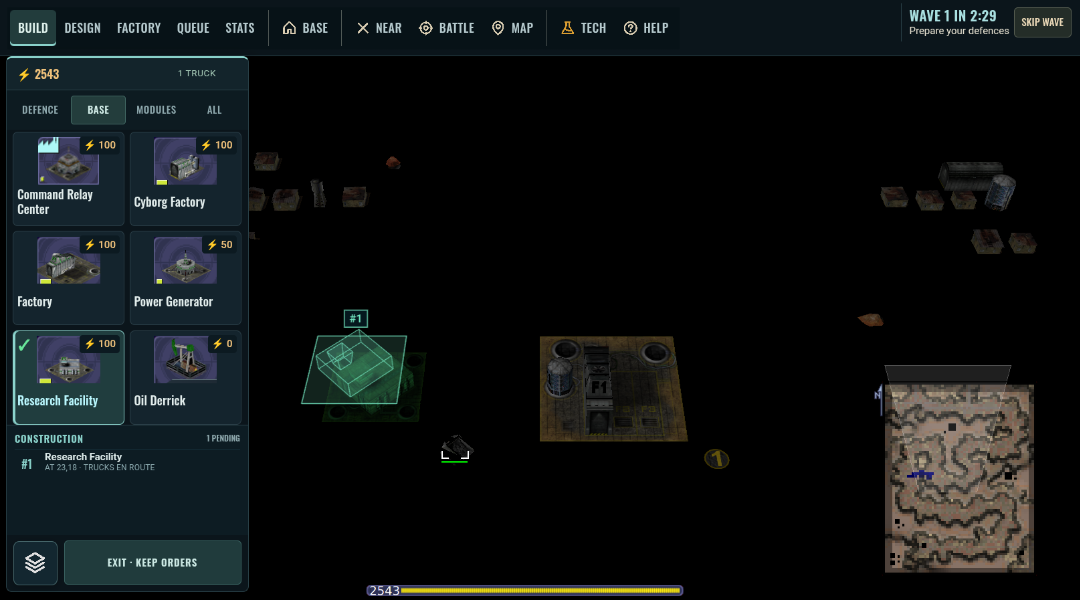 BUILD
DESIGN
FACTORY
QUEUE
STATS
BASE
NEAR
BATTLE
MAP
TECH
HELP
WAVE 1 IN 2:29
Prepare your defences
SKIP WAVE
2543
1 TRUCK
DEFENCE
BASE
MODULES
ALL
100
Command Relay
Center
100
Cyborg Factory
100
Factory
50
Power Generator
100
Research Facility
0
Oil Derrick
CONSTRUCTION
1 PENDING
#1
Research Facility
AT 23,18 · TRUCKS EN ROUTE
EXIT · KEEP ORDERS
#1
F1
1
N
2543